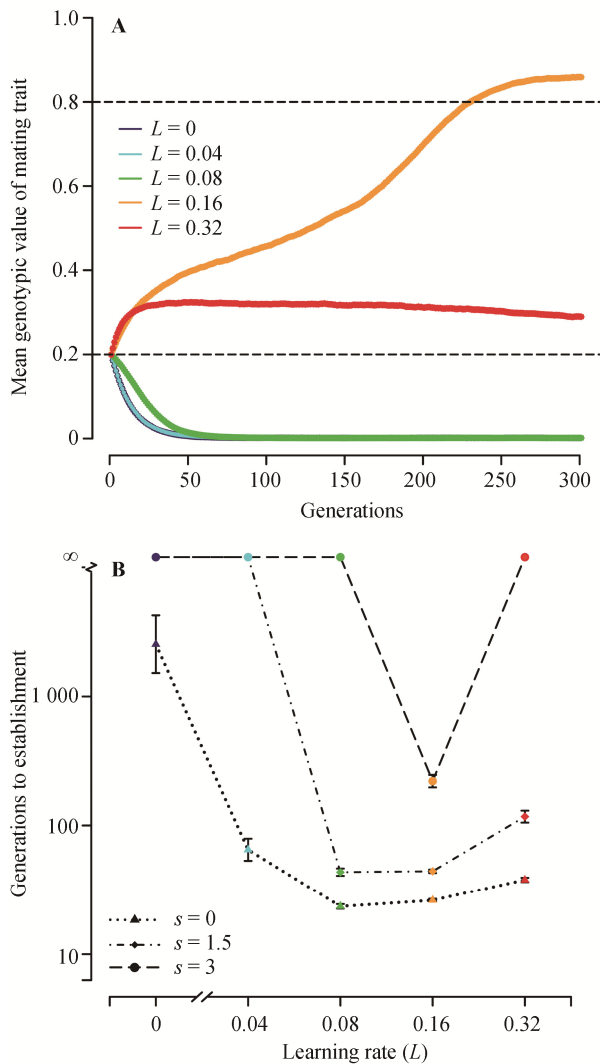 A
1.0
0.8
0.6
0.4
0.2
0
Mean genotypic value of mating trait
L = 0
L = 0.04
L = 0.08
L = 0.16
L = 0.32
0
50
100
150
200
250
300
Generations
B
∞
1 000
100
10
Generations to establishment
s = 0
s = 1.5
s = 3
0
0.04
0.08
0.16
0.32
Learning rate (L)